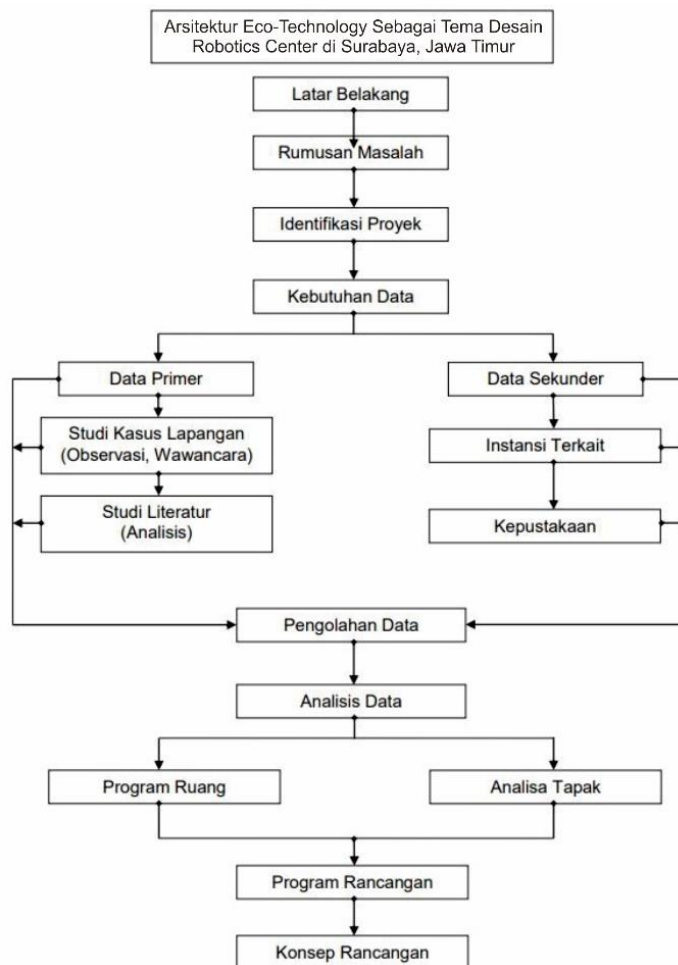 Arsitektur Eco-Technology Sebagai Tema Desain
Robotics Center di Surabaya, Jawa Timur
Latar Belakang
Rumusan Masalah
Identifikasi Proyek
Kebutuhan Data
Data Primer
Data Sekunder
Studi Kasus Lapangan
(Observasi, Wawancara)
Instansi Terkait
Studi Literatur
(Analisis)
Kepustakaan
Pengolahan Data
Analisis Data
Program Ruang
Analisa Tapak
Program Rancangan
Konsep Rancangan